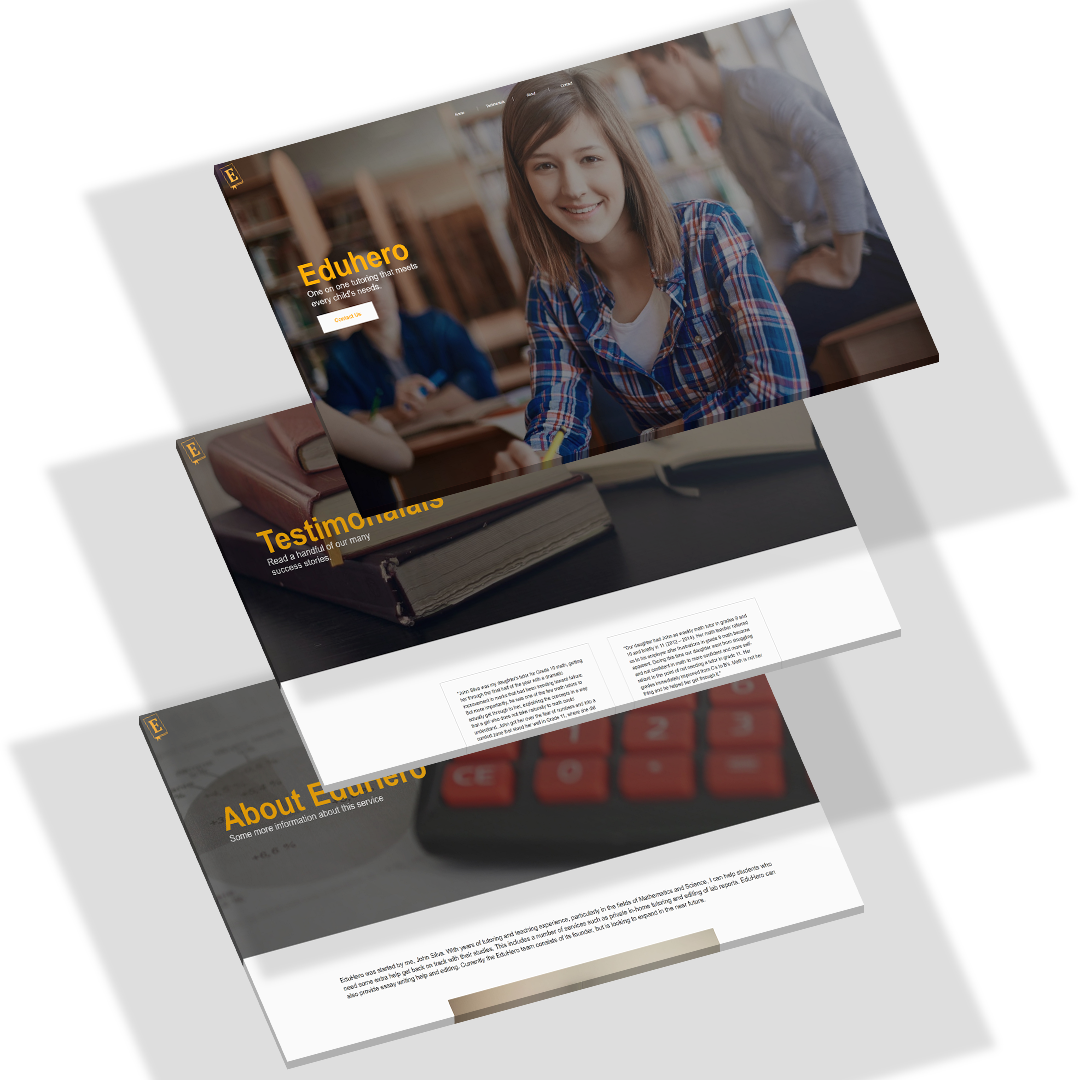 Home
Testimonials
About
Contact
E
Eduhero
One on one tutoring that meets
every child's needs.
Contact Us
E
Testimonials
Read a handful of our many
success stories.
"John Silva was my daughter's tutor for Grade 10 math, getting
her through the final half of the year with a dramatic
improvement in marks that had been trending toward failure.
But more importantly, he was one of the few math tutors to
actually get through to her, explaining the concepts in a way
that a girl who does not take naturally to math could
understand. John got her over the fear of numbers and into a
needed zone that stood her well in Grade 11, where she did
"Our daughter had John as weekly math tutor in grades 9 and
10 and briefly in 11 (2012 – 2014). Her math teacher referred
us to his employer after frustrations in grade 9 math became
apparent. During this time our daughter went from struggling
and not confident in math to more confident and more self-
reliant to the point of not needing a tutor in grade 11. Her
grades immediately improved from C's to B's. Math is not her
thing and he helped her get through it."
E
About EduHero
Some more information about this service
+6,6 %
CE
0
1
2
3
6
EduHero was started by me, John Silva. With years of tutoring and teaching experience, particularly in the fields of Mathematics and Science, I can help students who
need some extra help get back on track with their studies. This includes a number of services such as private in-home tutoring and editing of lab reports. EduHero can
also provide essay writing help and editing. Currently the EduHero team consists of its founder, but is looking to expand in the near future.